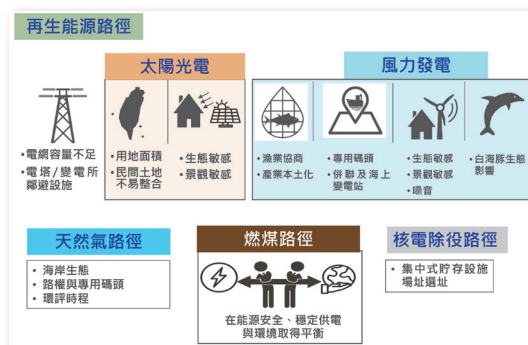 再生能源路徑
•電網容量不足
•電塔/變電所
鄰避設施
太陽光電
•用地面積
•民間土地
不易整合
•生態敏感
•景觀敏感
風力發電
•漁業協商
•產業本土化
•專用碼頭
•併聯及海上
變電站
•生態敏感
•景觀敏感
•噪音
•白海豚生態
影響
天然氣路徑
• 海岸生態
• 路權與專用碼頭
• 環評時程
燃煤路徑
在能源安全、穩定供電
與環境取得平衡
核電除役路徑
• 集中式貯存設施
場址選址